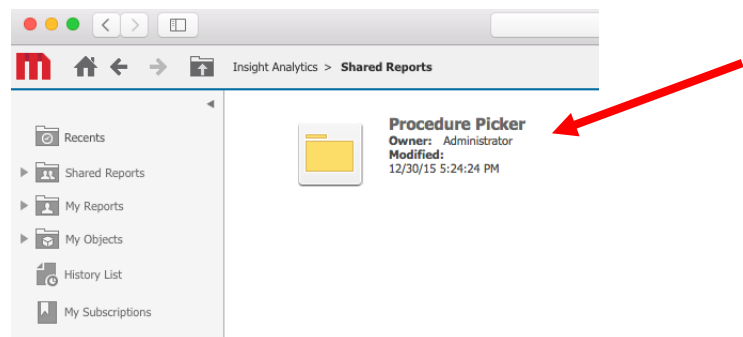 Insight Analytics > Shared Reports
Recents
Shared Reports
My Reports
My Objects
History List
My Subscriptions
Procedure Picker
Owner: Administrator
Modified:
12/30/15 5:24:24 PM